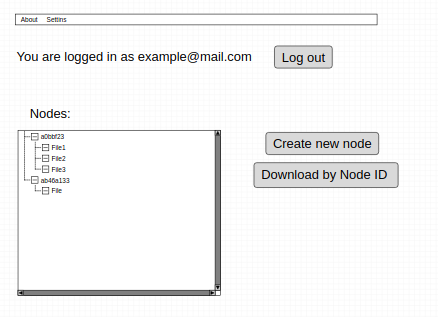 About Settins
You are logged in as example@mail.com
Log out
Nodes:
a0bbf23
File1
File2
File3
ab46a133
File
Create new node
Download by Node ID